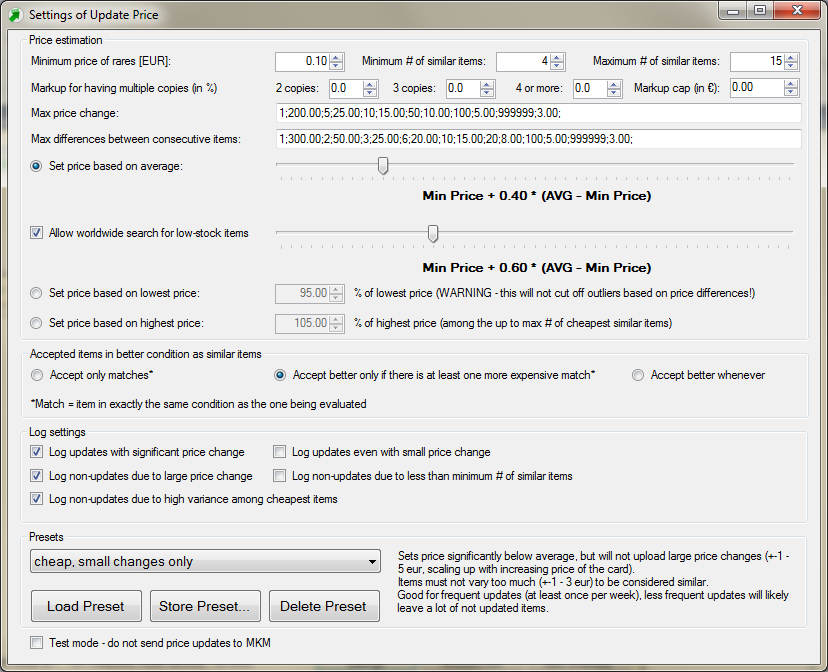 Settings of Update Price
Price estimation
Minimum price of rares [EUR]: 0.10 Minimum # of similar items: 4 Maximum # of similar items: 15
Markup for having multiple copies (in %) 2 copies: 0.0 3 copies: 0.0 4 or more: 0.0 Markup cap (in €): 0.00
Max price change: 1;200.00;5;25.00;10;15.00;50;10.00;100;5.00;999999;3.00;
Max differences between consecutive items: 1;300.00;2;50.00;3;25.00;6;20.00;10;15.00;20;8.00;100;5.00;999999;3.00;
Set price based on average:
Min Price + 0.40 * (AVG - Min Price)
Allow worldwide search for low-stock items
Min Price + 0.60 * (AVG - Min Price)
Set price based on lowest price: 95.00 % of lowest price (WARNING - this will not cut off outliers based on price differences!)
Set price based on highest price: 105.00 % of highest price (among the up to max # of cheapest similar items)
Accepted items in better condition as similar items
Accept only matches* Accept better only if there is at least one more expensive match* Accept better whenever
*Match = item in exactly the same condition as the one being evaluated
Log settings
Log updates with significant price change Log updates even with small price change
Log non-updates due to large price change Log non-updates due to less than minimum # of similar items
Log non-updates due to high variance among cheapest items
Presets
cheap, small changes only
Load Preset Store Preset... Delete Preset
Sets price significantly below average, but will not upload large price changes (+-1 -
5 eur, scaling up with increasing price of the card).
Items must not vary too much (+-1 - 3 eur) to be considered similar.
Good for frequent updates (at least once per week), less frequent updates will likely
leave a lot of not updated items.
Test mode - do not send price updates to MKM